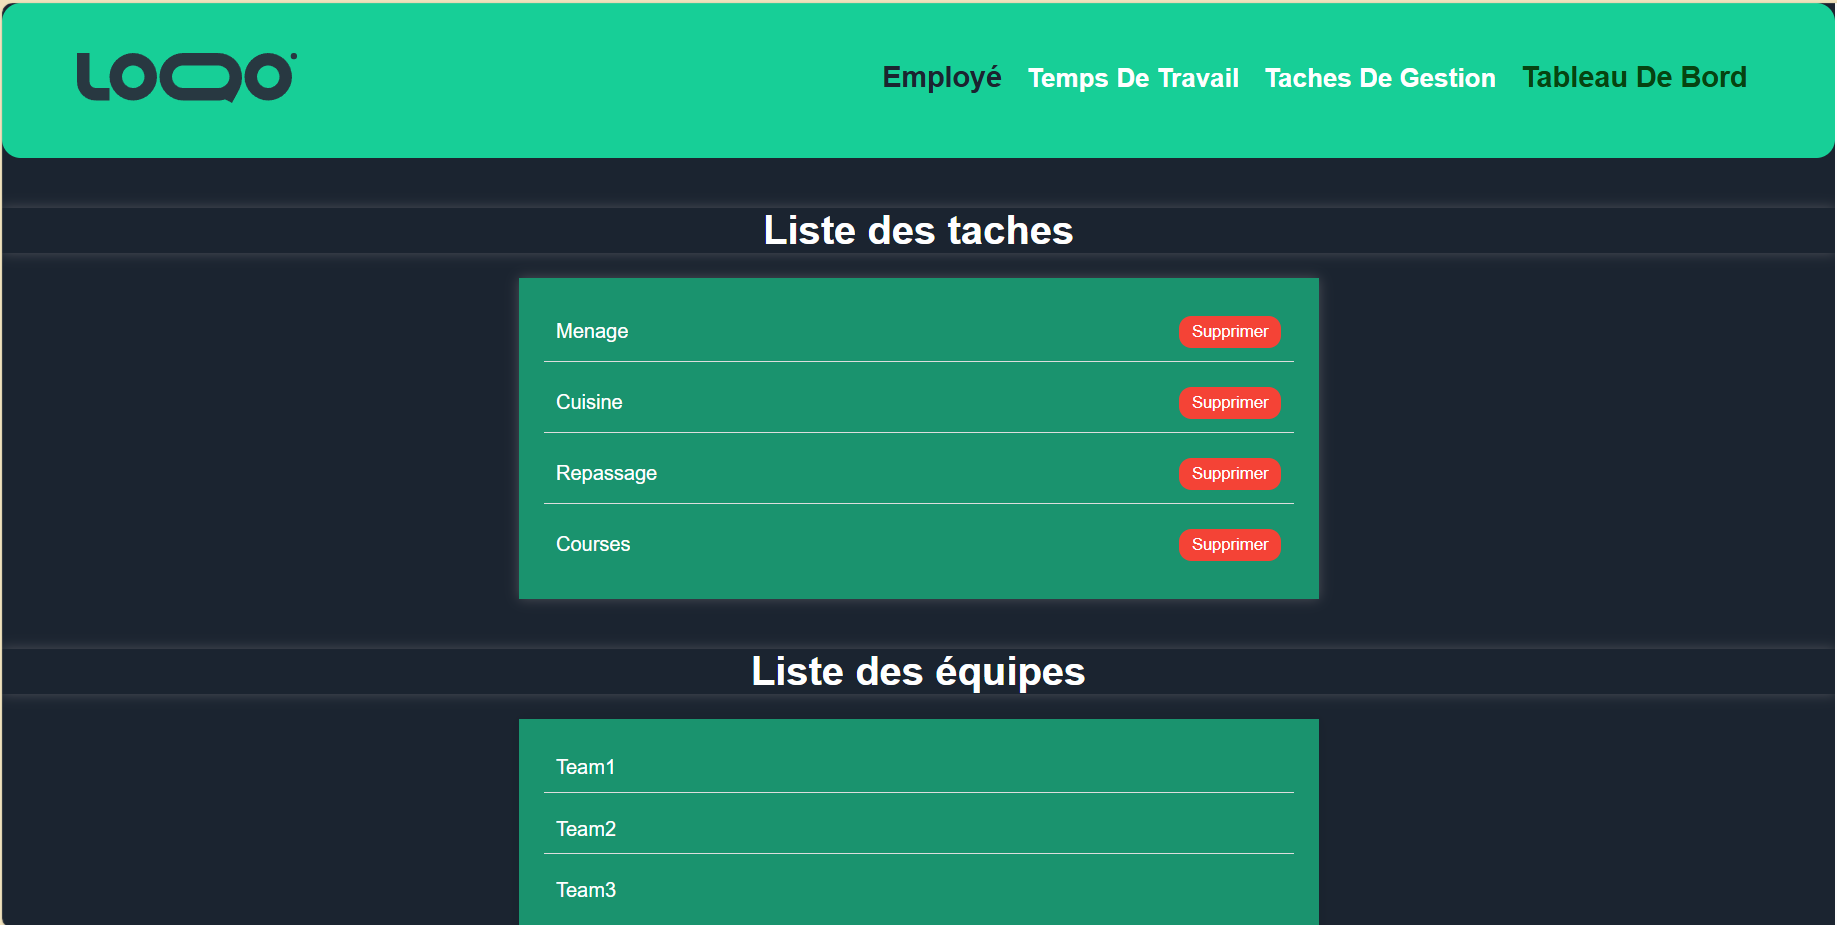 LOQO
Employé Temps De Travail Taches De Gestion Tableau De Bord
Liste des taches
Menage Supprimer
Cuisine Supprimer
Repassage Supprimer
Courses Supprimer
Liste des équipes
Team1
Team2
Team3